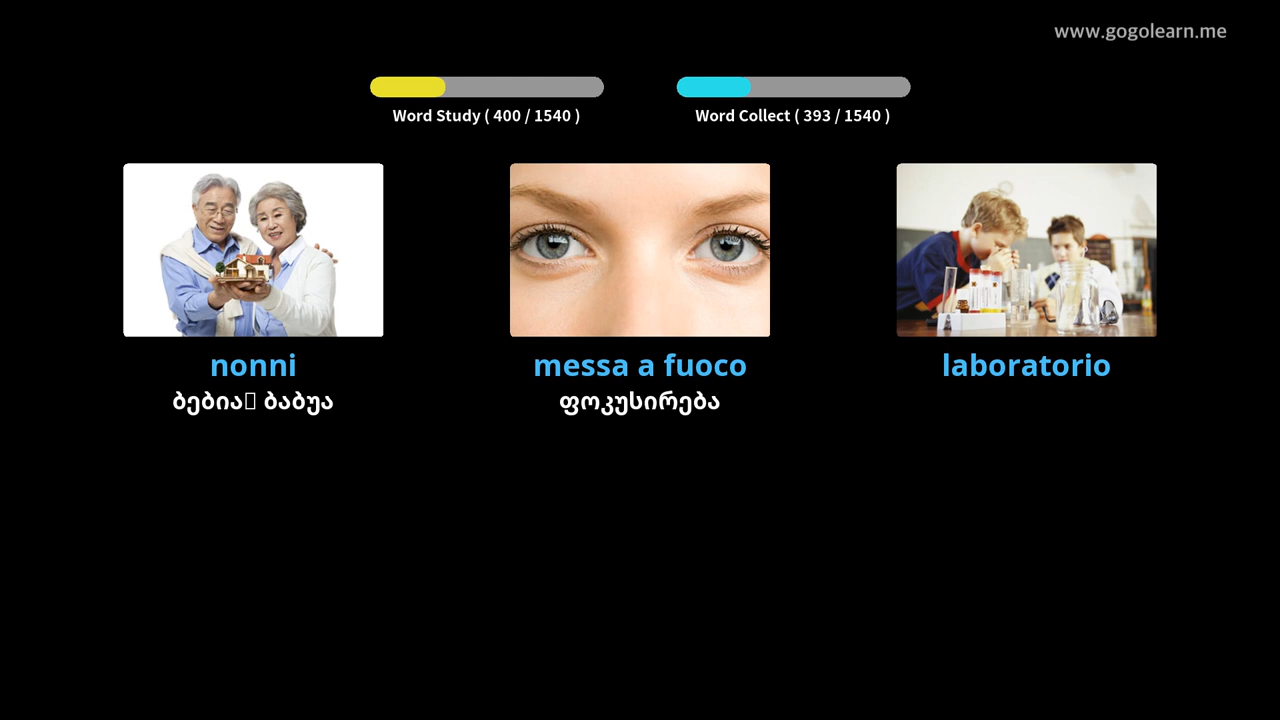 www.gogolearn.me
Word Study ( 400 / 1540 )
Word Collect ( 393 / 1540 )
nonni
ბებია▯ ბაბუა
messa a fuoco
ფოკუსირება
laboratorio